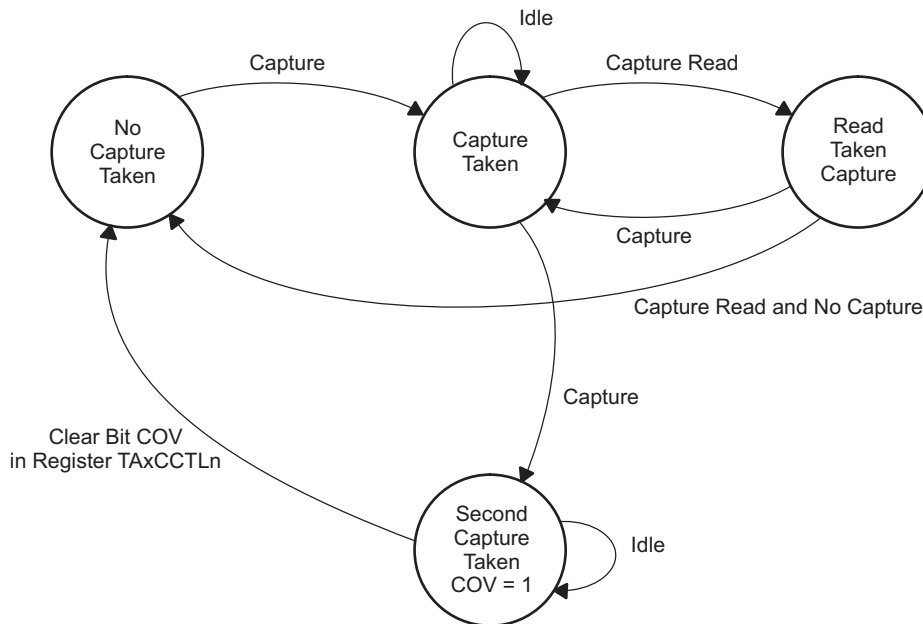 Idle
Capture
Capture Read
No
Capture
Taken
Capture
Taken
Read
Taken
Capture
Capture
Capture Read and No Capture
Capture
Clear Bit COV
in Register TAxCCTLn
Second
Capture
Taken
COV = 1
Idle